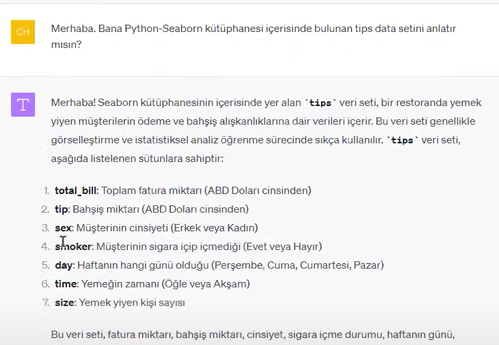 CH
Merhaba. Bana Python-Seaborn kütüphanesi içerisinde bulunan tips data setini anlatır
mısın?
T
Merhaba! Seaborn kütüphanesinin içerisinde yer alan `tips` veri seti, bir restoranda yemek
yiyen müşterilerin ödeme ve bahşiş alışkanlıklarına dair verileri içerir. Bu veri seti genellikle
görselleştirme ve istatistiksel analiz öğrenme sürecinde sıkça kullanılır. `tips` veri seti,
aşağıda listelenen sütunlara sahiptir:
1. total_bill: Toplam fatura miktarı (ABD Doları cinsinden)
2. tip: Bahşiş miktarı (ABD Doları cinsinden)
3. sex: Müşterinin cinsiyeti (Erkek veya Kadın)
4. smoker: Müşterinin sigara içip içmediği (Evet veya Hayır)
5. day: Haftanın hangi günü olduğu (Perşembe, Cuma, Cumartesi, Pazar)
6. time: Yemeğin zamanı (Öğle veya Akşam)
7. size: Yemek yiyen kişi sayısı
Bu veri seti, fatura miktarı, bahşiş miktarı, cinsiyet, sigara içme durumu, haftanın günü,